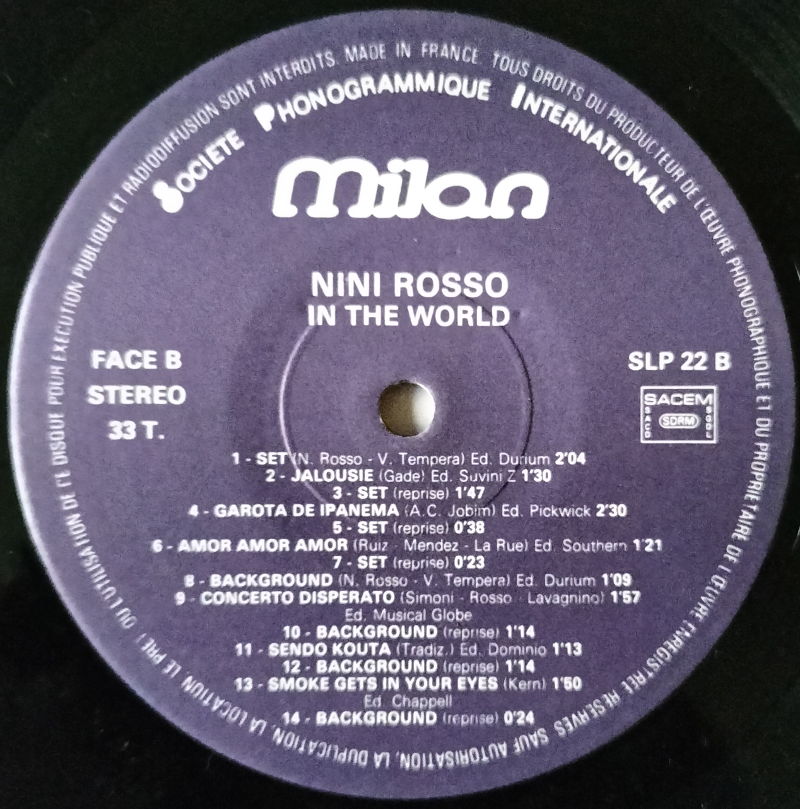 OU L'UTILISATION DE CE DISQUE POUR EXECUTION PUBLIQUE ET RADIODIFFUSION SONT INTERDITS. MADE IN FRANCE. TOUS DROITS DU PRODUCTEUR DE L'ŒUVRE PHONOGRAPHIQUE ET DU PROPRIETAIRE DE L'ŒUVRE ENREGISTREE RESERVES SAUF AUTORISATION, LA DUPLICATION, LA LOCATION, LE PRET
SOCIETE PHONOGRAMMIQUE INTERNATIONALE
milan
NINI ROSSO
IN THE WORLD
FACE B
STEREO
33 T.
SLP 22 B
SACEM
SACD
SDRM
SGDL
1 - SET (N. Rosso - V. Tempera) Ed. Durium 2'04
2 - JALOUSIE (Gade) Ed. Suvini Z 1'30
3 - SET (reprise) 1'47
4 - GAROTA DE IPANEMA (A.C. Jobim) Ed. Pickwick 2'30
5 - SET (reprise) 0'38
6 - AMOR AMOR AMOR (Ruiz - Mendez - La Rue) Ed. Southern 1'21
7 - SET (reprise) 0'23
8 - BACKGROUND (N. Rosso - V. Tempera) Ed. Durium 1'09
9 - CONCERTO DISPERATO (Simoni - Rosso - Lavagnino) 1'57
Ed. Musical Globe
10 - BACKGROUND (reprise) 1'14
11 - SENDO KOUTA (Tradiz.) Ed. Dominio 1'13
12 - BACKGROUND (reprise) 1'14
13 - SMOKE GETS IN YOUR EYES (Kern) 1'50
Ed. Chappell
14 - BACKGROUND (reprise) 0'24